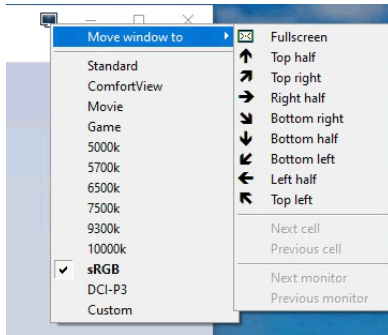 Move window to
Standard
ComfortView
Movie
Game
5000k
5700k
6500k
7500k
9300k
10000k
sRGB
DCI-P3
Custom
Fullscreen
Top half
Top right
Right half
Bottom right
Bottom half
Bottom left
Left half
Top left
Next cell
Previous cell
Next monitor
Previous monitor